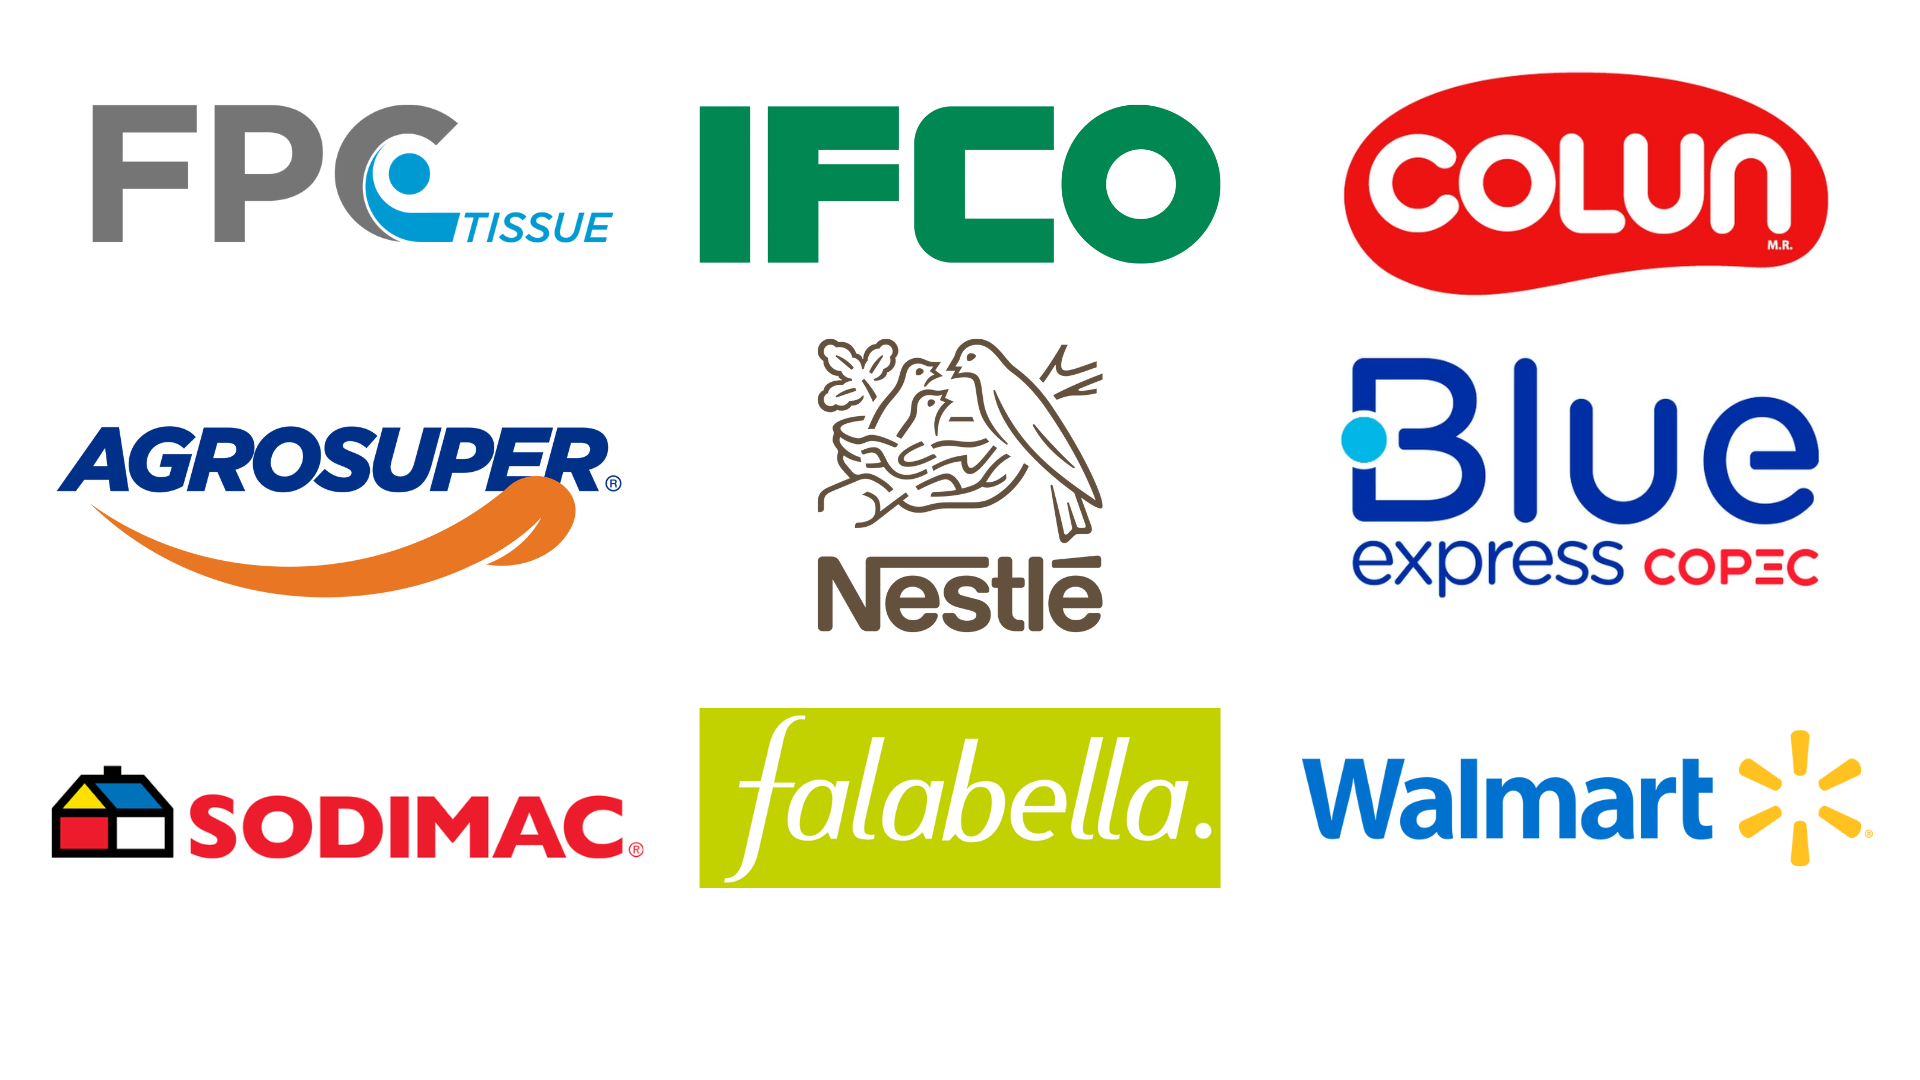 FPC TISSUE
IFCO
COLUN
M.R.
AGROSUPER®
Nestlé
Blue
express COPEC
SODIMAC®
falabella.
Walmart ®